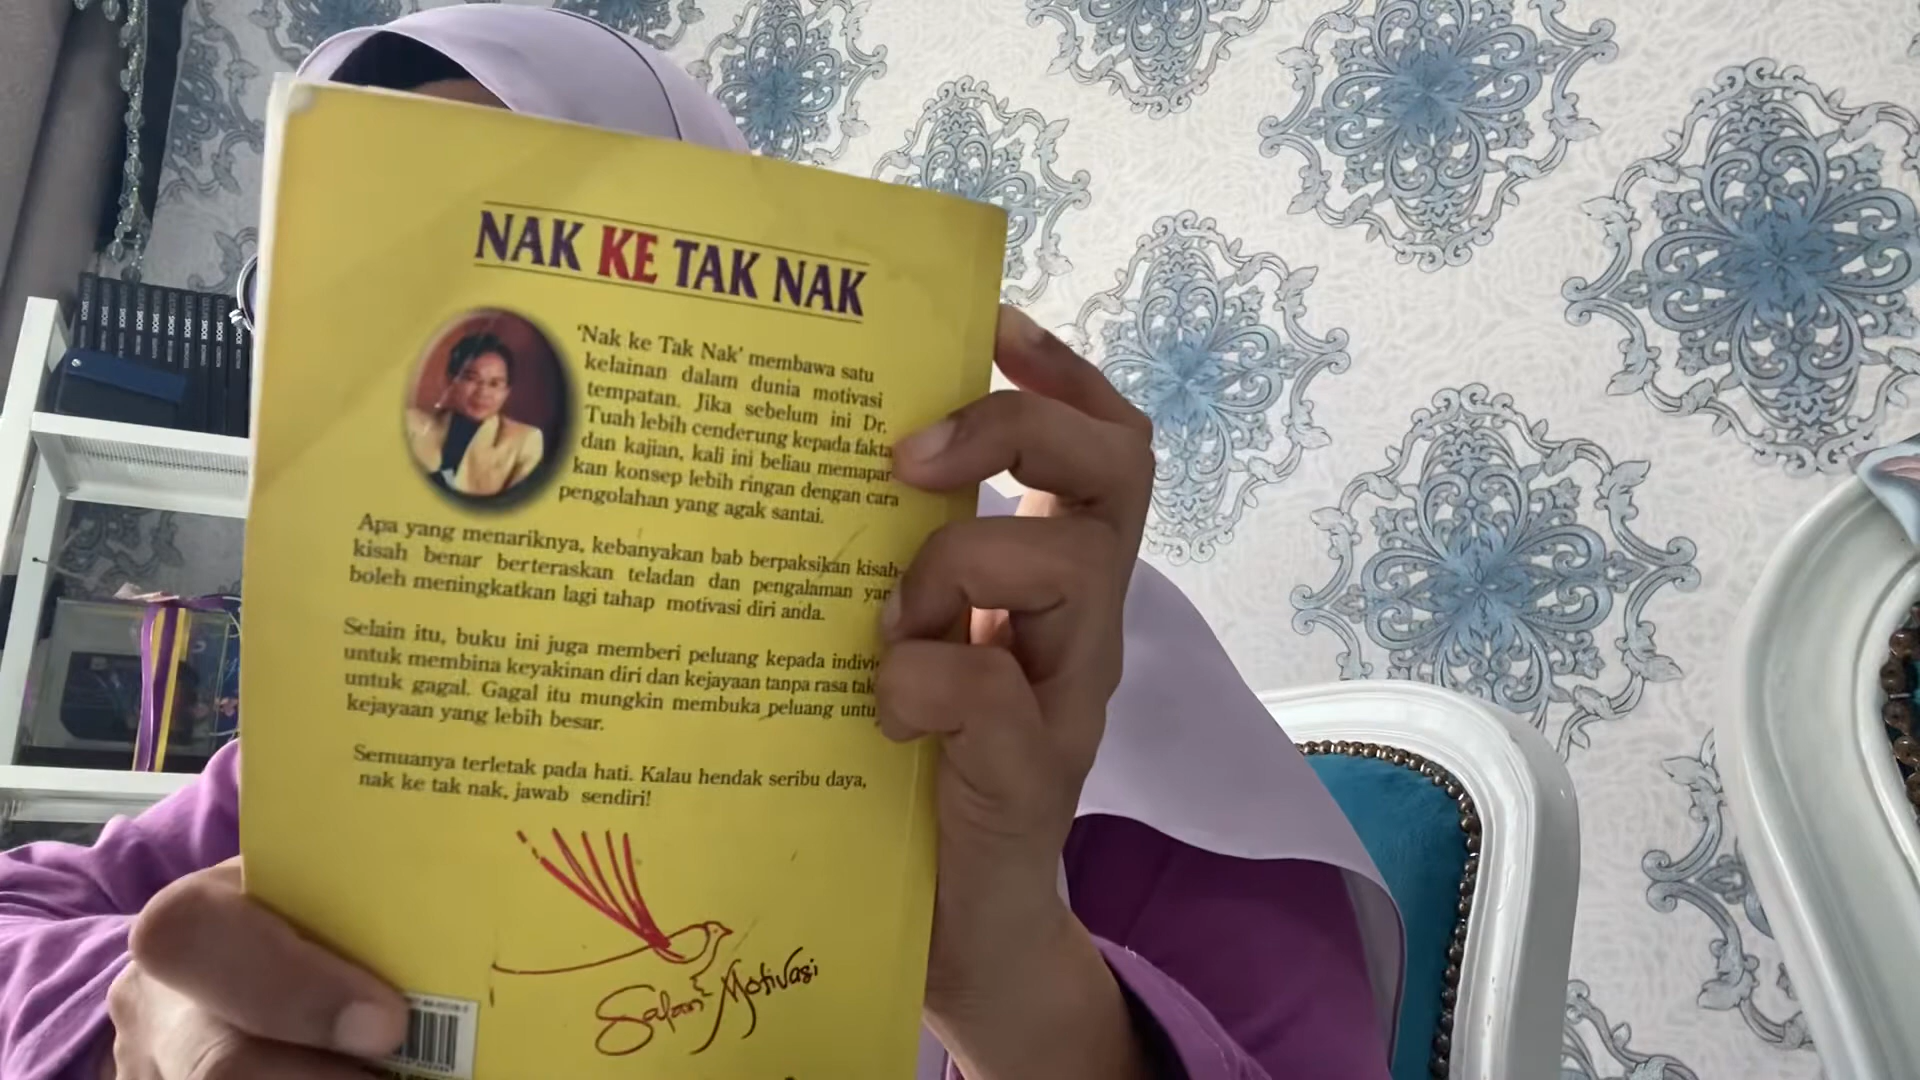 NAK KE TAK NAK
'Nak ke Tak Nak' membawa satu
kelainan dalam dunia motivasi
tempatan. Jika sebelum ini Dr.
Tuah lebih cenderung kepada fakta
dan kajian, kali ini beliau memapar-
kan konsep lebih ringan dengan cara
pengolahan yang agak santai.
Apa yang menariknya, kebanyakan bab berpaksikan kisah-
kisah benar berteraskan teladan dan pengalaman
boleh meningkatkan lagi tahap motivasi diri anda.
Selain itu, buku ini juga memberi peluang kepada
untuk membina keyakinan diri dan kejayaan tanpa rasa
untuk gagal. Gagal itu mungkin membuka peluang
kejayaan yang lebih besar.
Semuanya terletak pada hati. Kalau hendak seribu daya,
nak ke tak nak, jawab sendiri!
Salam Motivasi